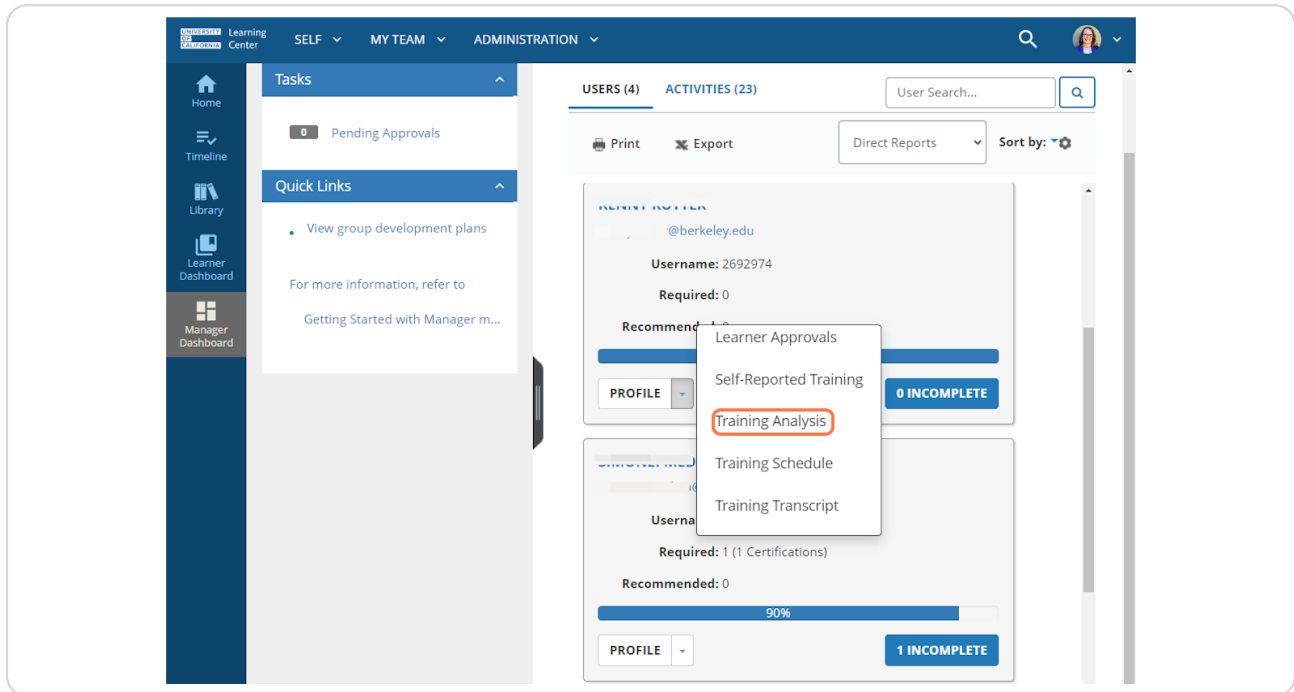 UNIVERSITY OF CALIFORNIA Learning Center
SELF
MY TEAM
ADMINISTRATION
Home
Timeline
Library
Learner Dashboard
Manager Dashboard
Tasks
0 Pending Approvals
Quick Links
View group development plans
For more information, refer to
Getting Started with Manager m...
USERS (4)
ACTIVITIES (23)
User Search...
Print
Export
Direct Reports
Sort by:
@berkeley.edu
Username: 2692974
Required: 0
Recommend
PROFILE
0 INCOMPLETE
Learner Approvals
Self-Reported Training
Training Analysis
Training Schedule
Training Transcript
Userna
Required: 1 (1 Certifications)
Recommended: 0
90%
PROFILE
1 INCOMPLETE